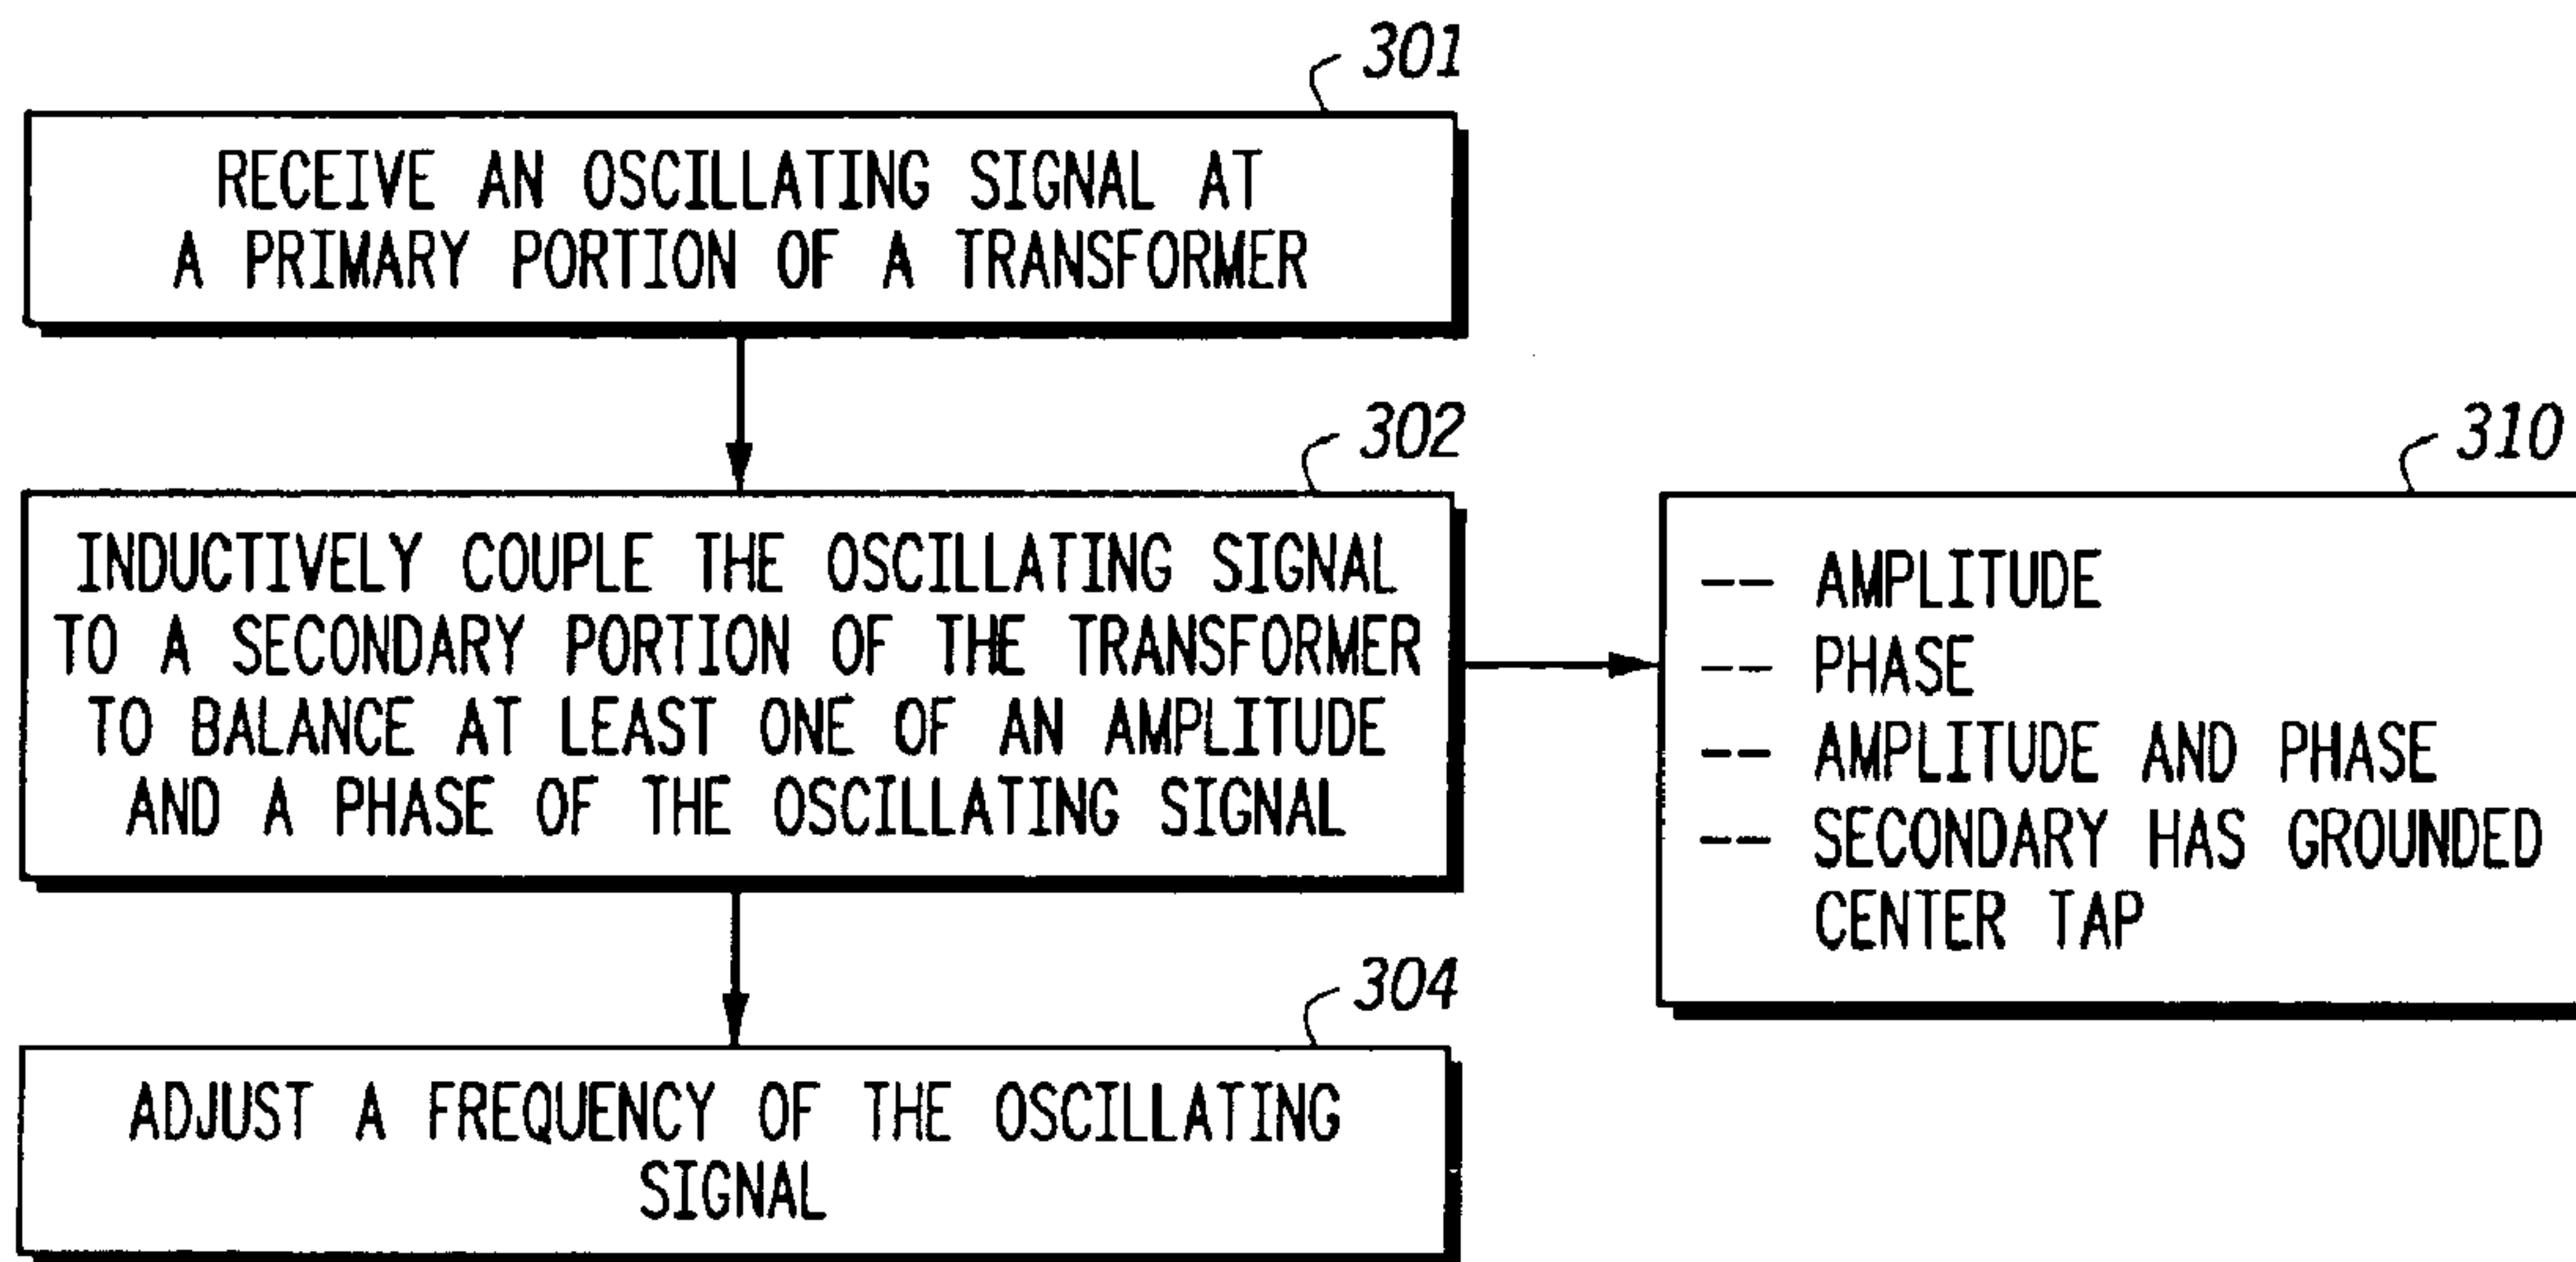 301
RECEIVE AN OSCILLATING SIGNAL AT
A PRIMARY PORTION OF A TRANSFORMER
302
INDUCTIVELY COUPLE THE OSCILLATING SIGNAL
TO A SECONDARY PORTION OF THE TRANSFORMER
TO BALANCE AT LEAST ONE OF AN AMPLITUDE
AND A PHASE OF THE OSCILLATING SIGNAL
310
-- AMPLITUDE
-- PHASE
-- AMPLITUDE AND PHASE
-- SECONDARY HAS GROUNDED
CENTER TAP
304
ADJUST A FREQUENCY OF THE OSCILLATING
SIGNAL